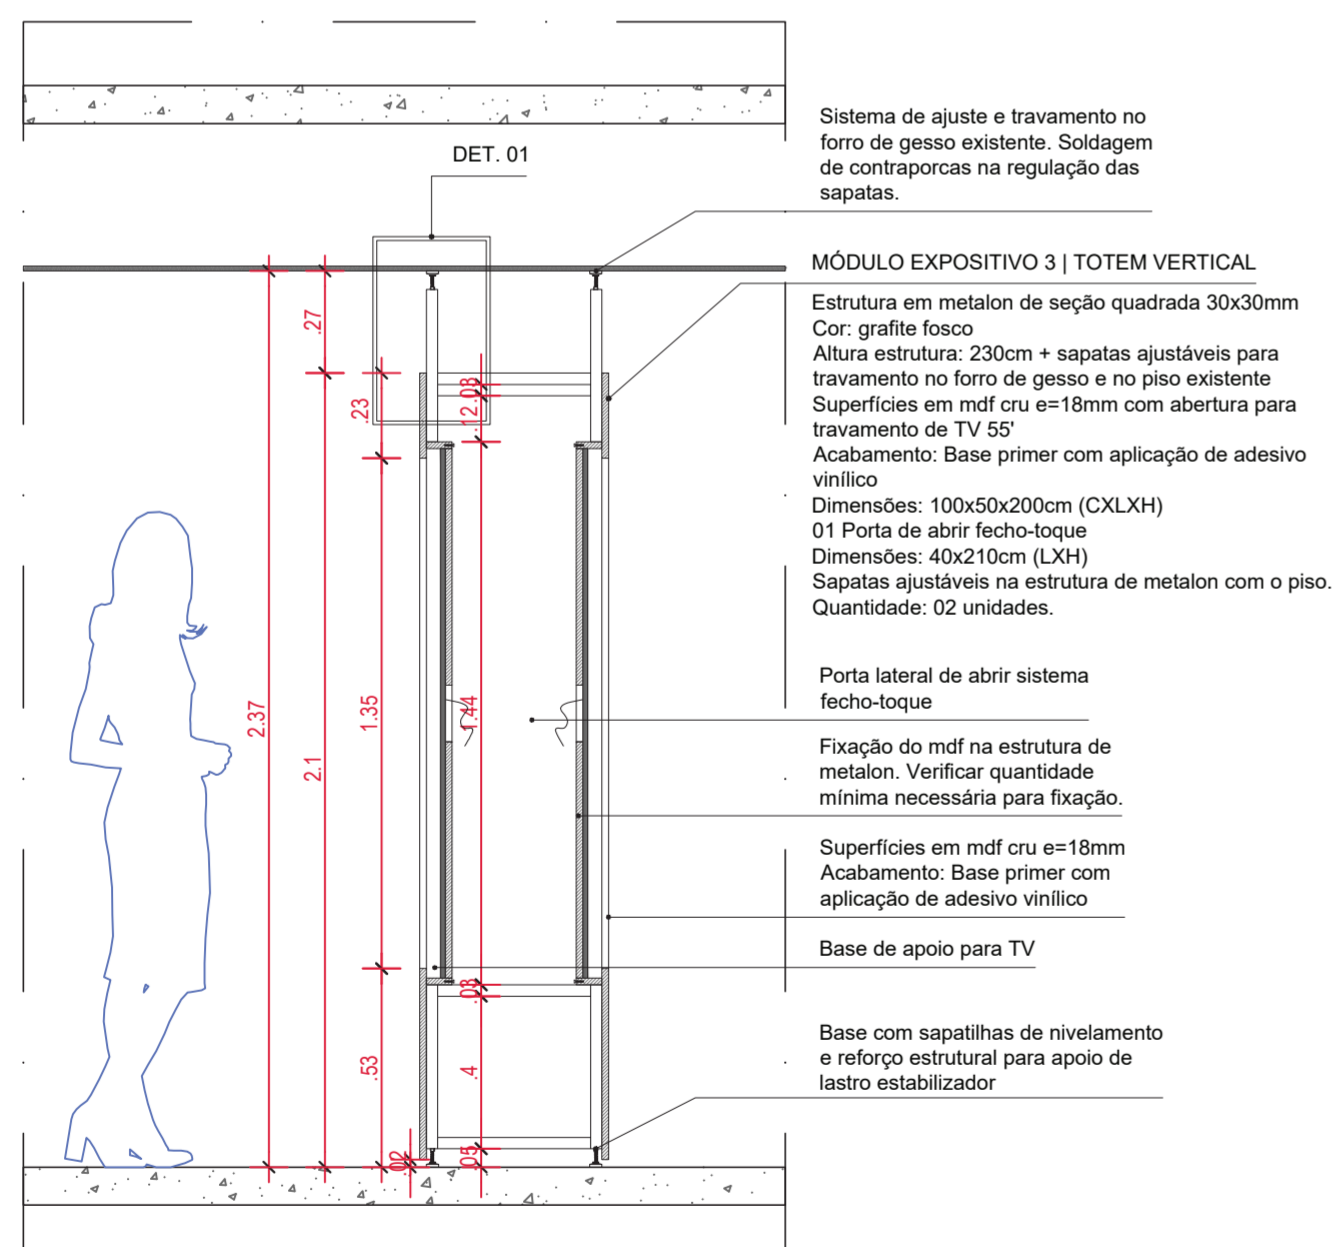 Sistema de ajuste e travamento no
forro de gesso existente. Soldagem
de contraporcas na regulação das
sapatas.
DET. 01
MÓDULO EXPOSITIVO 3 | TOTEM VERTICAL
Estrutura em metalon de seção quadrada 30x30mm
Cor: grafite fosco
Altura estrutura: 230cm + sapatas ajustáveis para
travamento no forro de gesso e no piso existente
Superfícies em mdf cru e=18mm com abertura para
travamento de TV 55'
Acabamento: Base primer com aplicação de adesivo
vinílico
Dimensões: 100x50x200cm (CXLXH)
01 Porta de abrir fecho-toque
Dimensões: 40x210cm (LXH)
Sapatas ajustáveis na estrutura de metalon com o piso.
Quantidade: 02 unidades.
Porta lateral de abrir sistema
fecho-toque
Fixação do mdf na estrutura de
metalon. Verificar quantidade
mínima necessária para fixação.
Superfícies em mdf cru e=18mm
Acabamento: Base primer com
aplicação de adesivo vinílico
Base de apoio para TV
Base com sapatilhas de nivelamento
e reforço estrutural para apoio de
lastro estabilizador
2.37
.27
2.1
.23
1.35
.53
.02
.03
.12
1.44
.03
.4
.05